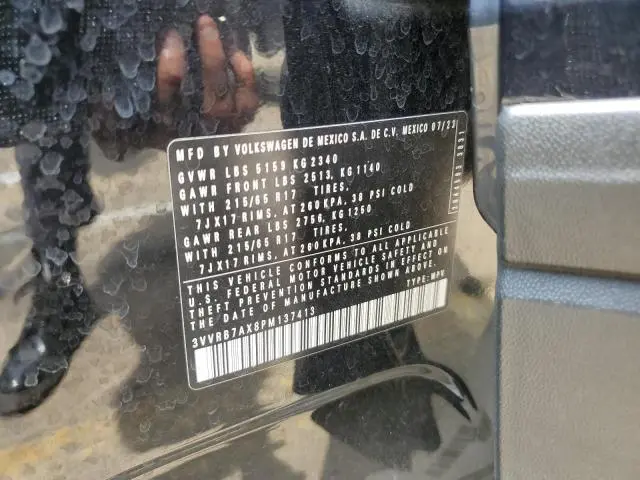 MFD BY VOLKSWAGEN DE MEXICO S.A. DE C.V. MEXICO 07/23
GVWR LBS 5159 KG 2340
GAWR FRONT LBS 2513, KG 1140
WITH 215/65 R17 TIRES.
7JX17 RIMS. AT 260 KPA, 38 PSI COLD
GAWR REAR LBS 2756, KG 1250
WITH 215/65 R17 TIRES.
7JX17 RIMS. AT 260 KPA, 38 PSI COLD
THIS VEHICLE CONFORMS TO ALL APPLICABLE
U.S. FEDERAL MOTOR VEHICLE SAFETY AND
THEFT PREVENTION STANDARDS IN EFFECT ON
THE DATE OF MANUFACTURE SHOWN ABOVE.
3VVRB7AX8PM137413 TYPE-MPV